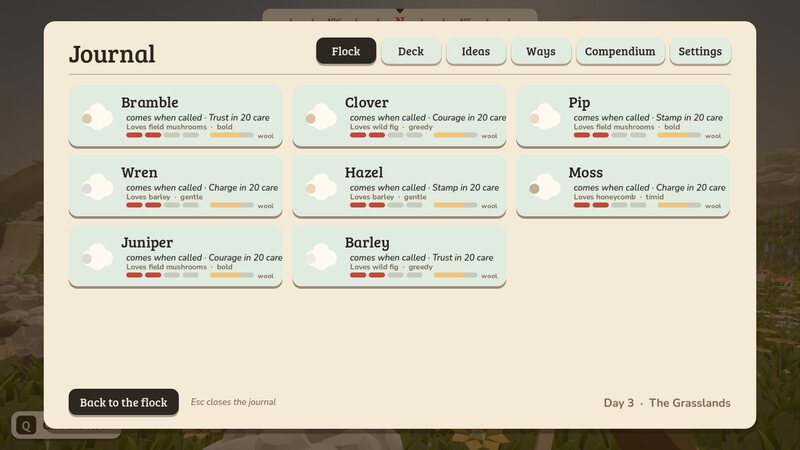 N
Journal
Flock
Deck
Ideas
Ways
Compendium
Settings
Bramble
comes when called · Trust in 20 care
Loves field mushrooms · bold
wool
Clover
comes when called · Courage in 20 care
Loves wild fig · greedy
wool
Pip
comes when called · Stamp in 20 care
Loves field mushrooms · bold
wool
Wren
comes when called · Charge in 20 care
Loves barley · gentle
wool
Hazel
comes when called · Stamp in 20 care
Loves barley · gentle
wool
Moss
comes when called · Charge in 20 care
Loves honeycomb · timid
wool
Juniper
comes when called · Courage in 20 care
Loves field mushrooms · bold
wool
Barley
comes when called · Trust in 20 care
Loves wild fig · greedy
wool
Back to the flock
Esc closes the journal
Day 3 · The Grasslands
Q